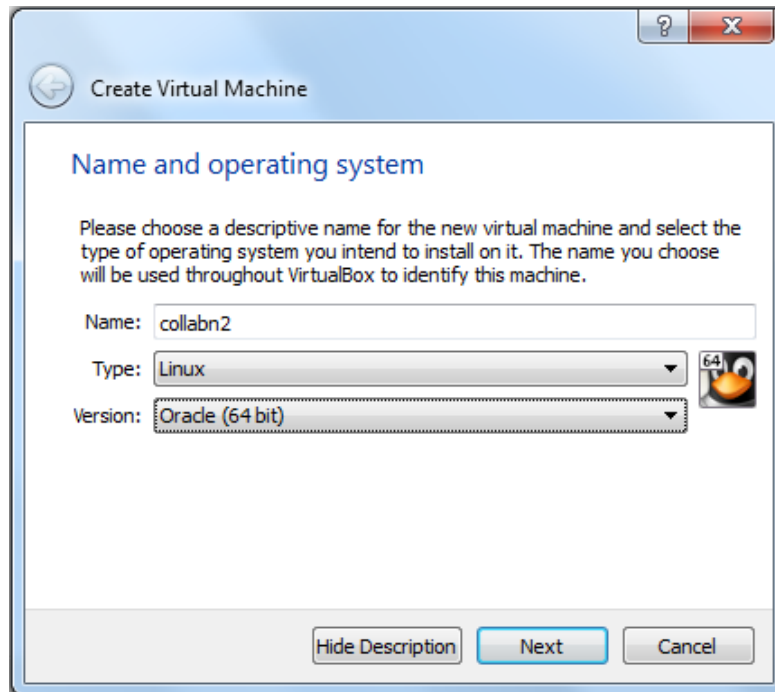 ?
X
Create Virtual Machine
Name and operating system
Please choose a descriptive name for the new virtual machine and select the
type of operating system you intend to install on it. The name you choose
will be used throughout VirtualBox to identify this machine.
Name: collabn2
Type: Linux
64
Version: Oracle (64 bit)
Hide Description Next Cancel